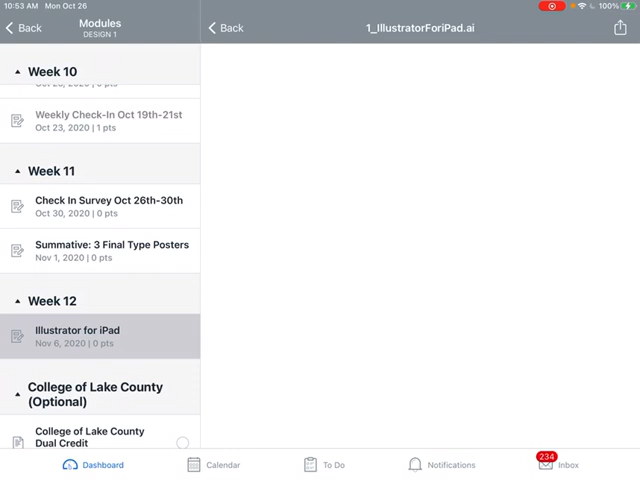 10:53 AM Mon Oct 26
100%
Back
Modules
DESIGN 1
Back
1_IllustratorForiPad.ai
Week 10
Weekly Check-In Oct 19th-21st
Oct 23, 2020 | 1 pts
Week 11
Check In Survey Oct 26th-30th
Oct 30, 2020 | 0 pts
Summative: 3 Final Type Posters
Nov 1, 2020 | 0 pts
Week 12
Illustrator for iPad
Nov 6, 2020 | 0 pts
College of Lake County
(Optional)
College of Lake County
Dual Credit
Dashboard
Calendar
To Do
Notifications
234
Inbox